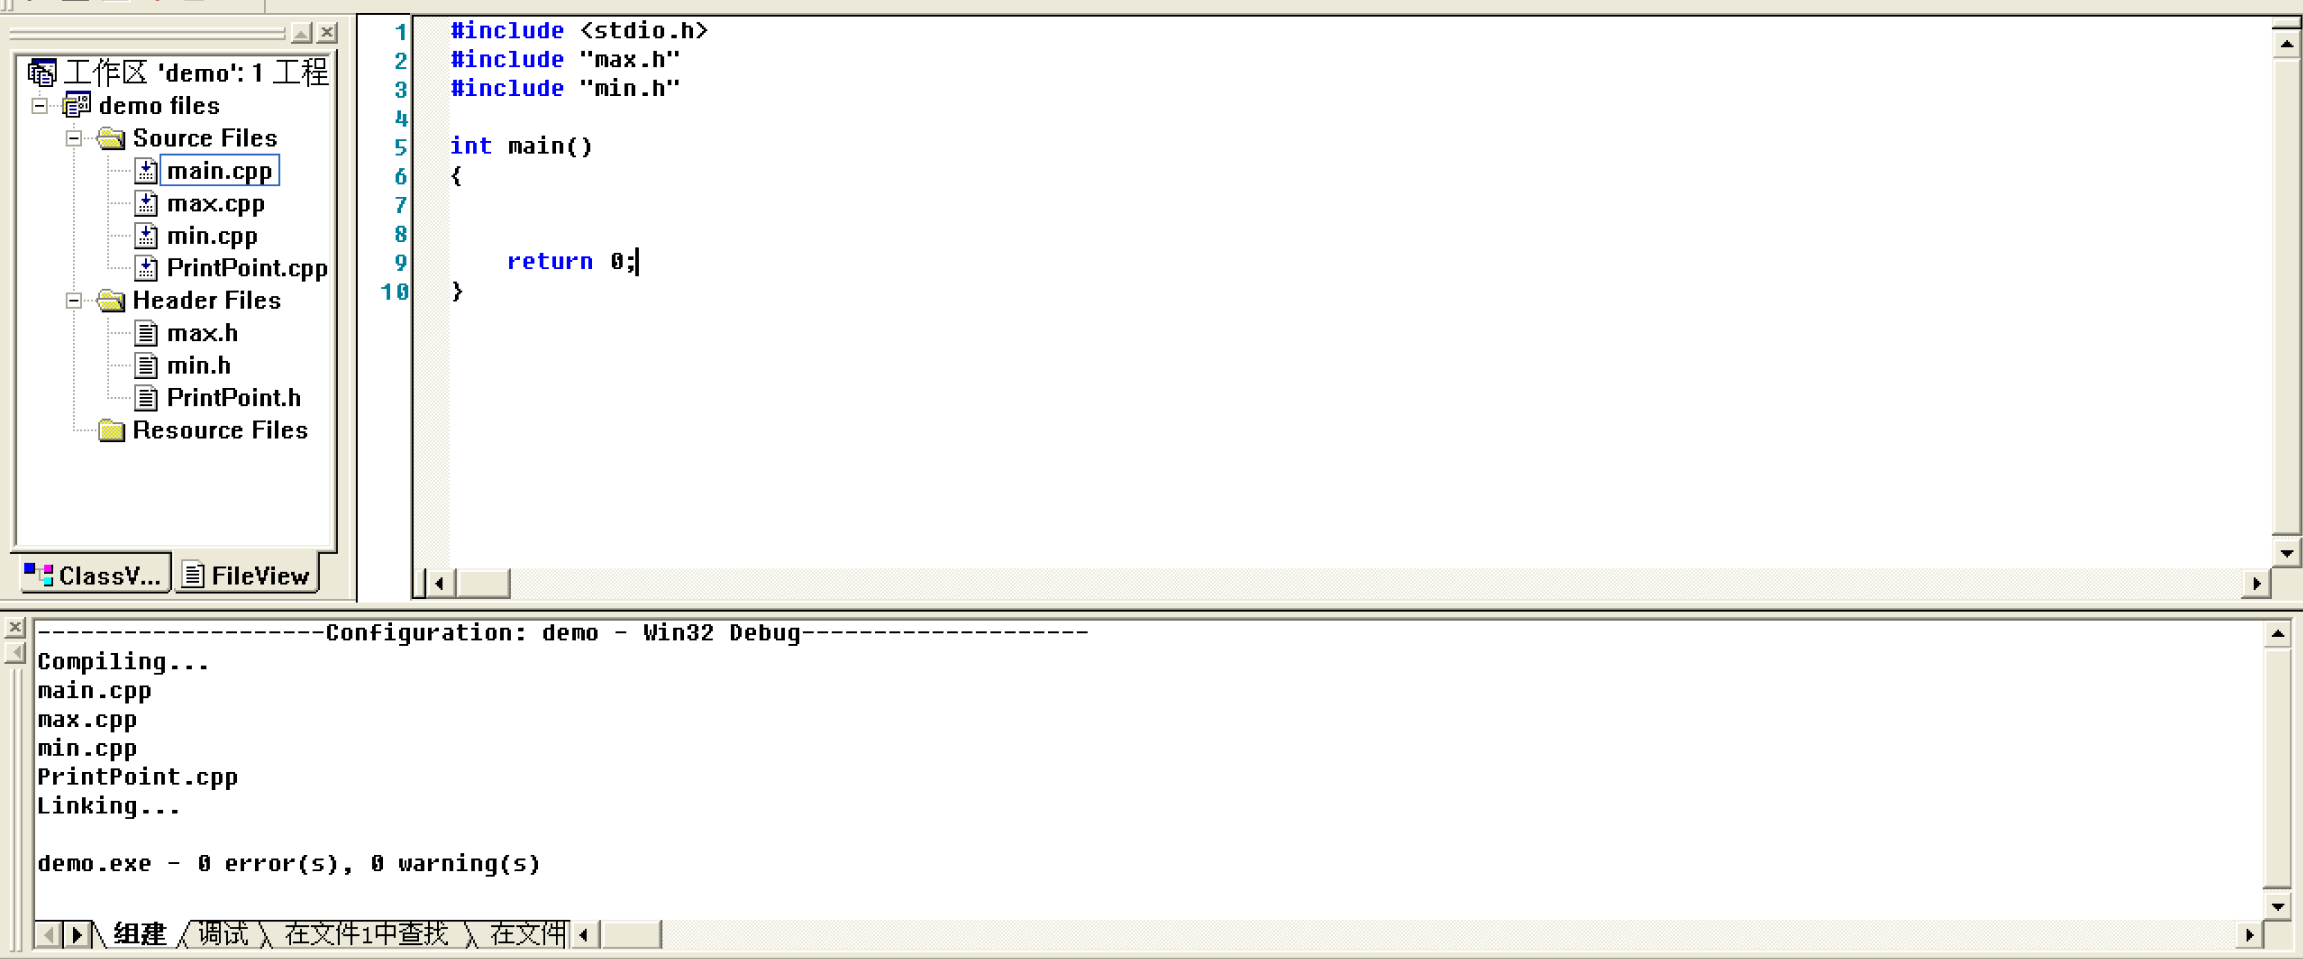 工作区 'demo': 1 工程
demo files
Source Files
main.cpp
max.cpp
min.cpp
PrintPoint.cpp
Header Files
max.h
min.h
PrintPoint.h
Resource Files
ClassV...
FileView
1 #include <stdio.h>
2 #include "max.h"
3 #include "min.h"
4
5 int main()
6 {
7
8
9 return 0;
10 }
--------------------Configuration: demo - Win32 Debug--------------------
Compiling...
main.cpp
max.cpp
min.cpp
PrintPoint.cpp
Linking...
demo.exe - 0 error(s), 0 warning(s)
组建 调试 在文件1中查找 在文件